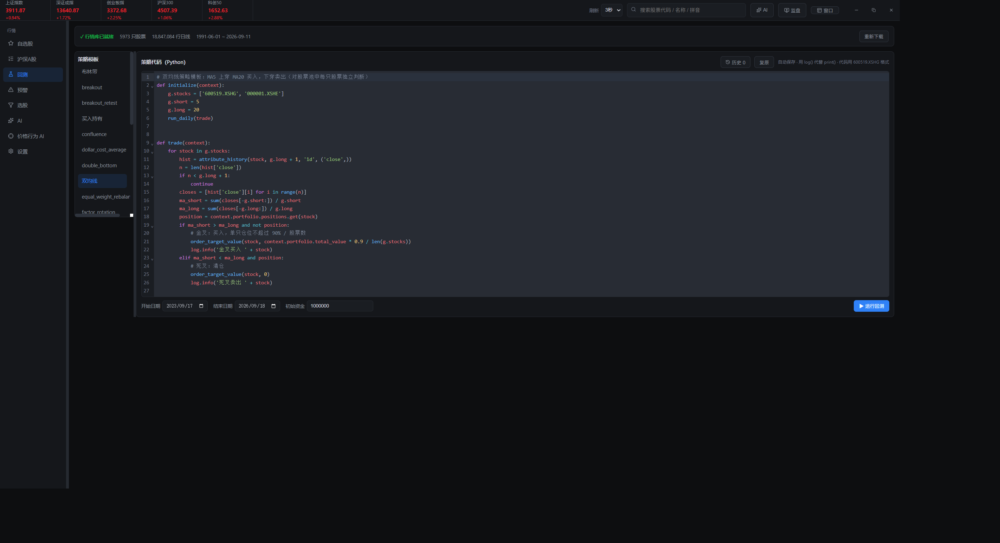 上证指数
3911.87
+0.94%
深证成指
13640.87
+1.72%
创业板指
3372.68
+2.25%
沪深300
4507.39
+1.06%
科创50
1652.63
+2.88%
刷新 3秒 搜索股票代码 / 名称 / 拼音 AI 监盘 窗口
行情
自选股
沪深A股
回测
预警
选股
AI
价格行为 AI
设置
✓ 行情库已就绪 5973 只股票 18,847,084 行日线 1991-06-01 ~ 2026-09-11 重新下载
策略模板
布林带
breakout
breakout_retest
买入持有
confluence
dollar_cost_average
double_bottom
双均线
equal_weight_rebalan
factor_rotation
策略代码（Python） 历史 0 复原 自动保存 · 用 log() 代替 print() · 代码用 600519.XSHG 格式
1 # 双均线策略模板：MA5 上穿 MA20 买入，下穿卖出（对股票池中每只股票独立判断）
2 def initialize(context):
3     g.stocks = ['600519.XSHG', '000001.XSHE']
4     g.short = 5
5     g.long = 20
6     run_daily(trade)
7
8
9 def trade(context):
10     for stock in g.stocks:
11         hist = attribute_history(stock, g.long + 1, '1d', ('close',))
12         n = len(hist['close'])
13         if n < g.long + 1:
14             continue
15         closes = [hist['close'][i] for i in range(n)]
16         ma_short = sum(closes[-g.short:]) / g.short
17         ma_long = sum(closes[-g.long:]) / g.long
18         position = context.portfolio.positions.get(stock)
19         if ma_short > ma_long and not position:
20             # 金叉：买入，单只仓位不超过 90% / 股票数
21             order_target_value(stock, context.portfolio.total_value * 0.9 / len(g.stocks))
22             log.info('金叉买入 ' + stock)
23         elif ma_short < ma_long and position:
24             # 死叉：清仓
25             order_target_value(stock, 0)
26             log.info('死叉卖出 ' + stock)
27
开始日期 2023/09/17 结束日期 2026/09/18 初始资金 1000000 ▶ 运行回测